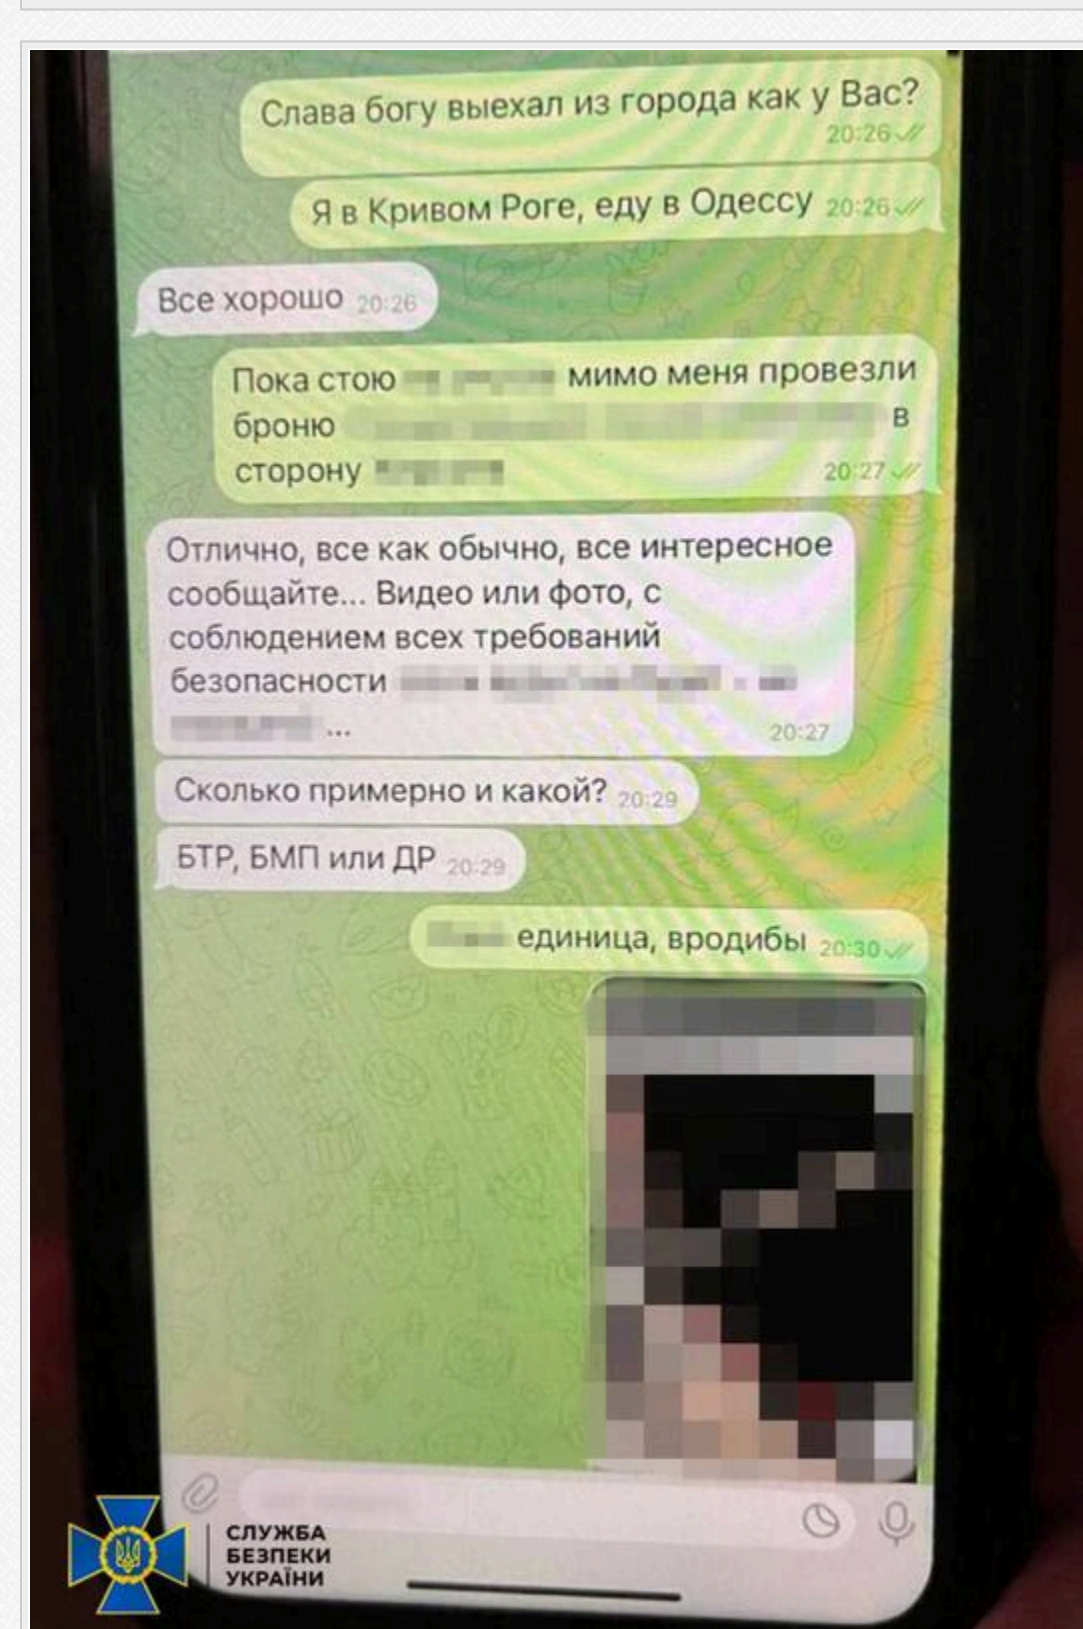 Слава богу выехал из города как у Вас?
20:26
Я в Кривом Роге, еду в Одессу 20:26
Все хорошо 20:26
Пока стою мимо меня провезли
броню в
сторону 20:27
Отлично, все как обычно, все интересное
сообщайте... Видео или фото, с
соблюдением всех требований
безопасности
... 20:27
Сколько примерно и какой? 20:29
БТР, БМП или ДР 20:29
единица, вродибы 20:30
СЛУЖБА
БЕЗПЕКИ
УКРАЇНИ